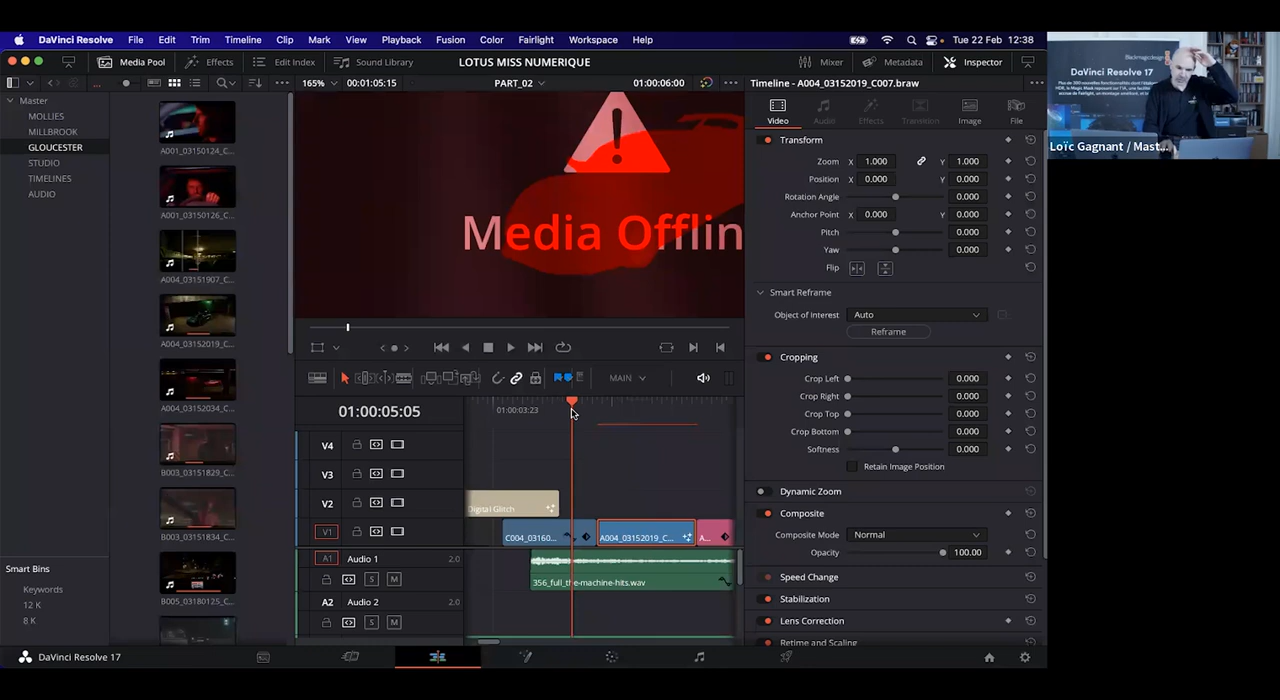 DaVinci Resolve File Edit Trim Timeline Clip Mark View Playback Fusion Color Fairlight Workspace Help Tue 22 Feb 12:38
Media Pool Effects Edit Index Sound Library LOTUS MISS NUMERIQUE Mixer Metadata Inspector
165% 00:01:05:15 PART_02 01:00:06:00 Timeline - A004_03152019_C007.braw
Master
MOLLIES
MILLBROOK
GLOUCESTER
STUDIO
TIMELINES
AUDIO
A001_03150124_C...
A001_03150126_C...
A004_03151907_C...
A004_03152019_C...
A004_03152034_C...
B003_03151829_C...
B003_03151834_C...
B005_03180125_C...
Smart Bins
Keywords
12 K
8 K
Media Offlin
Video Audio Effects Transition Image File
Transform
Zoom X 1.000 Y 1.000
Position X 0.000 Y 0.000
Rotation Angle 0.000
Anchor Point X 0.000 Y 0.000
Pitch 0.000
Yaw 0.000
Flip
Smart Reframe
Object of Interest Auto
Reframe
Cropping
Crop Left 0.000
Crop Right 0.000
Crop Top 0.000
Crop Bottom 0.000
Softness 0.000
Retain Image Position
Dynamic Zoom
Composite
Composite Mode Normal
Opacity 100.00
Speed Change
Stabilization
Lens Correction
Retime and Scaling
MAIN
01:00:05:05 01:00:03:23
V4
V3
V2 Digital Glitch
V1 C004_03160... A004_03152019_C... A...
A1 Audio 1 2.0
S M 356_full_the-machine-hits.wav
A2 Audio 2 2.0
S M
DaVinci Resolve 17
Blackmagicdesign
DaVinci Resolve 17
Loïc Gagnant / Mast...